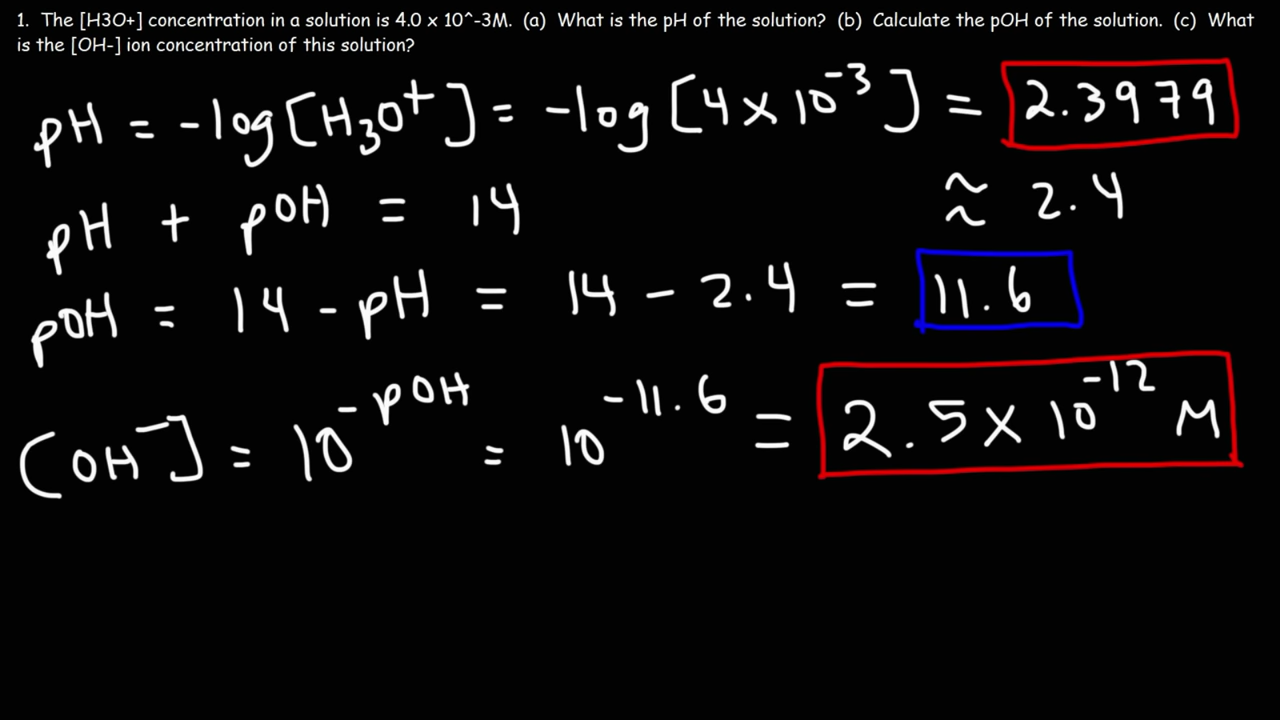 1. The [H3O+] concentration in a solution is 4.0 x 10^-3M. (a) What is the pH of the solution? (b) Calculate the pOH of the solution. (c) What
is the [OH-] ion concentration of this solution?
pH = -log[H₃O⁺] = -log[4 x 10⁻³] = 2.3979
≈ 2.4
pH + pOH = 14
pOH = 14 - pH = 14 - 2.4 = 11.6
[OH⁻] = 10^-pOH = 10^-11.6 = 2.5 x 10⁻¹² M